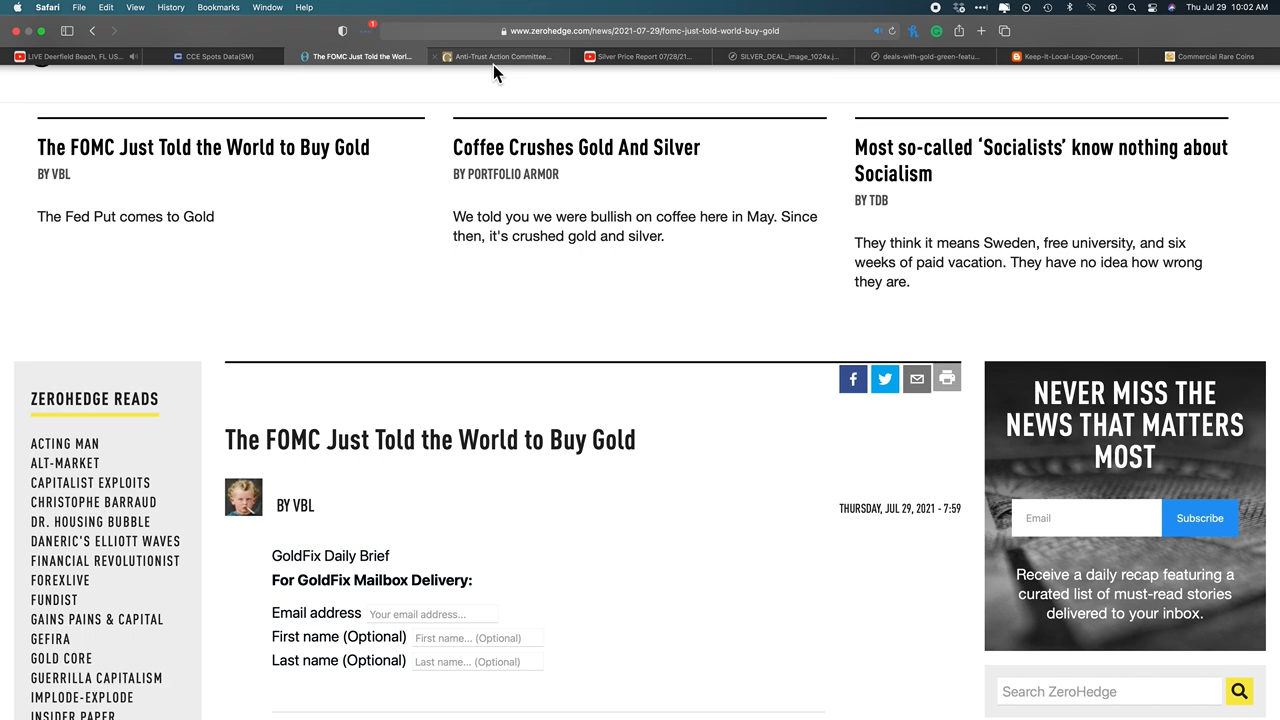 Safari File Edit View History Bookmarks Window Help
Thu Jul 29 10:02 AM
1
www.zerohedge.com/news/2021-07-29/fomc-just-told-world-buy-gold
LIVE Deerfield Beach, FL US...
CCE Spots Data(SM)
The FOMC Just Told the Worl...
Anti-Trust Action Committee...
Silver Price Report 07/28/21...
SILVER_DEAL_image_1024x.j...
deals-with-gold-green-featu...
Keep-it-Local-Logo-Concept...
Commercial Rare Coins
The FOMC Just Told the World to Buy Gold
BY VBL
The Fed Put comes to Gold
Coffee Crushes Gold And Silver
BY PORTFOLIO ARMOR
We told you we were bullish on coffee here in May. Since
then, it's crushed gold and silver.
Most so-called ‘Socialists’ know nothing about
Socialism
BY TDB
They think it means Sweden, free university, and six
weeks of paid vacation. They have no idea how wrong
they are.
ZEROHEDGE READS
ACTING MAN
ALT-MARKET
CAPITALIST EXPLOITS
CHRISTOPHE BARRAUD
DR. HOUSING BUBBLE
DANERIC'S ELLIOTT WAVES
FINANCIAL REVOLUTIONIST
FOREXLIVE
FUNDIST
GAINS PAINS & CAPITAL
GEFIRA
GOLD CORE
GUERRILLA CAPITALISM
IMPLODE-EXPLODE
INSIDER PAPER
The FOMC Just Told the World to Buy Gold
BY VBL
THURSDAY, JUL 29, 2021 - 7:59
GoldFix Daily Brief
For GoldFix Mailbox Delivery:
Email address Your email address...
First name (Optional) First name... (Optional)
Last name (Optional) Last name... (Optional)
NEVER MISS THE
NEWS THAT MATTERS
MOST
Email
Subscribe
Receive a daily recap featuring a
curated list of must-read stories
delivered to your inbox.
Search ZeroHedge